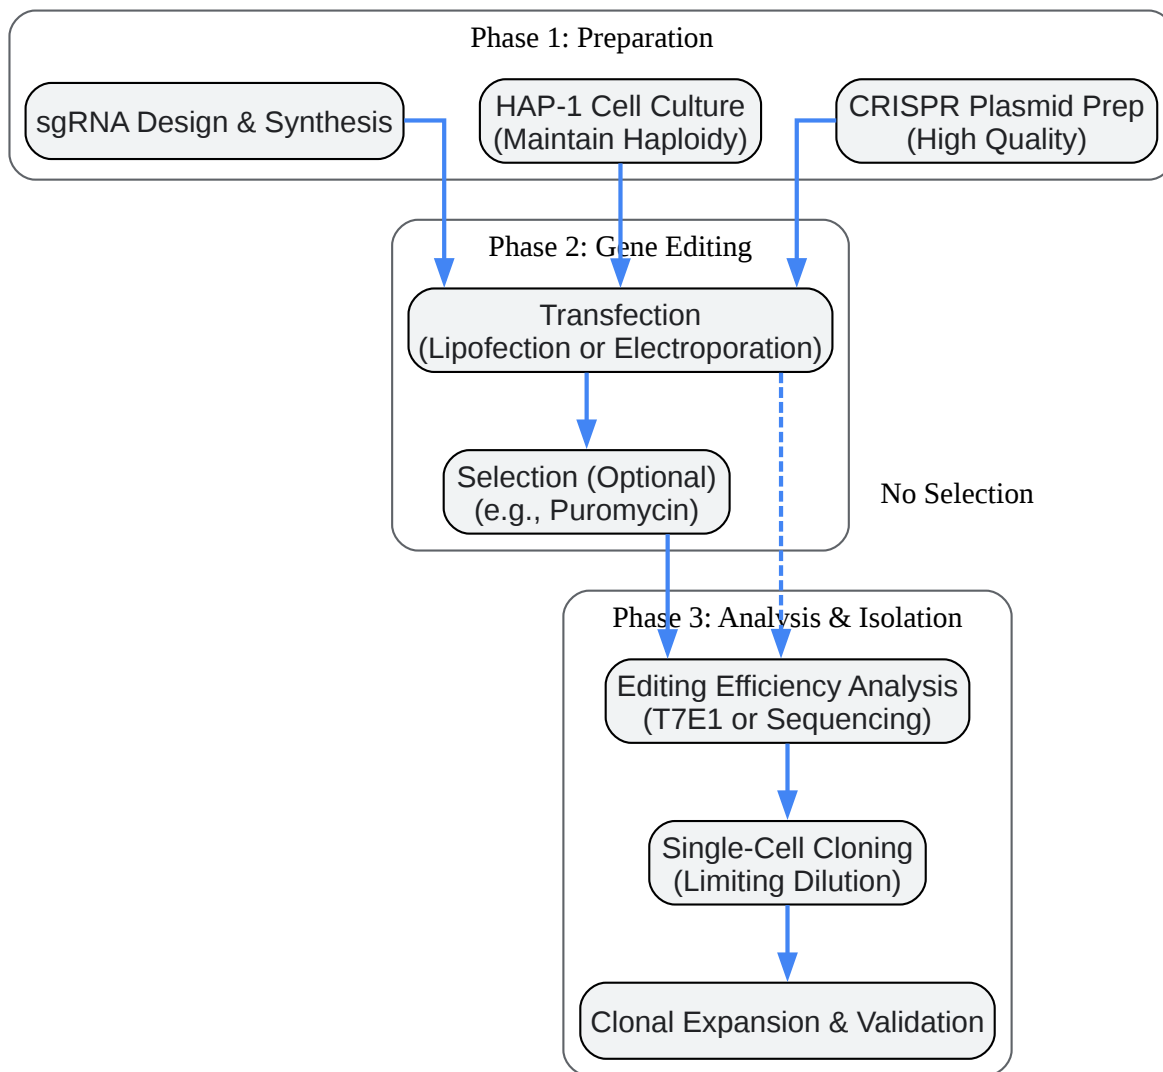 Phase 1: Preparation
sgRNA Design & Synthesis
HAP-1 Cell Culture
(Maintain Haploidy)
CRISPR Plasmid Prep
(High Quality)
Phase 2: Gene Editing
Transfection
(Lipofection or Electroporation)
Selection (Optional)
(e.g., Puromycin)
No Selection
Phase 3: Analysis & Isolation
Editing Efficiency Analysis
(T7E1 or Sequencing)
Single-Cell Cloning
(Limiting Dilution)
Clonal Expansion & Validation